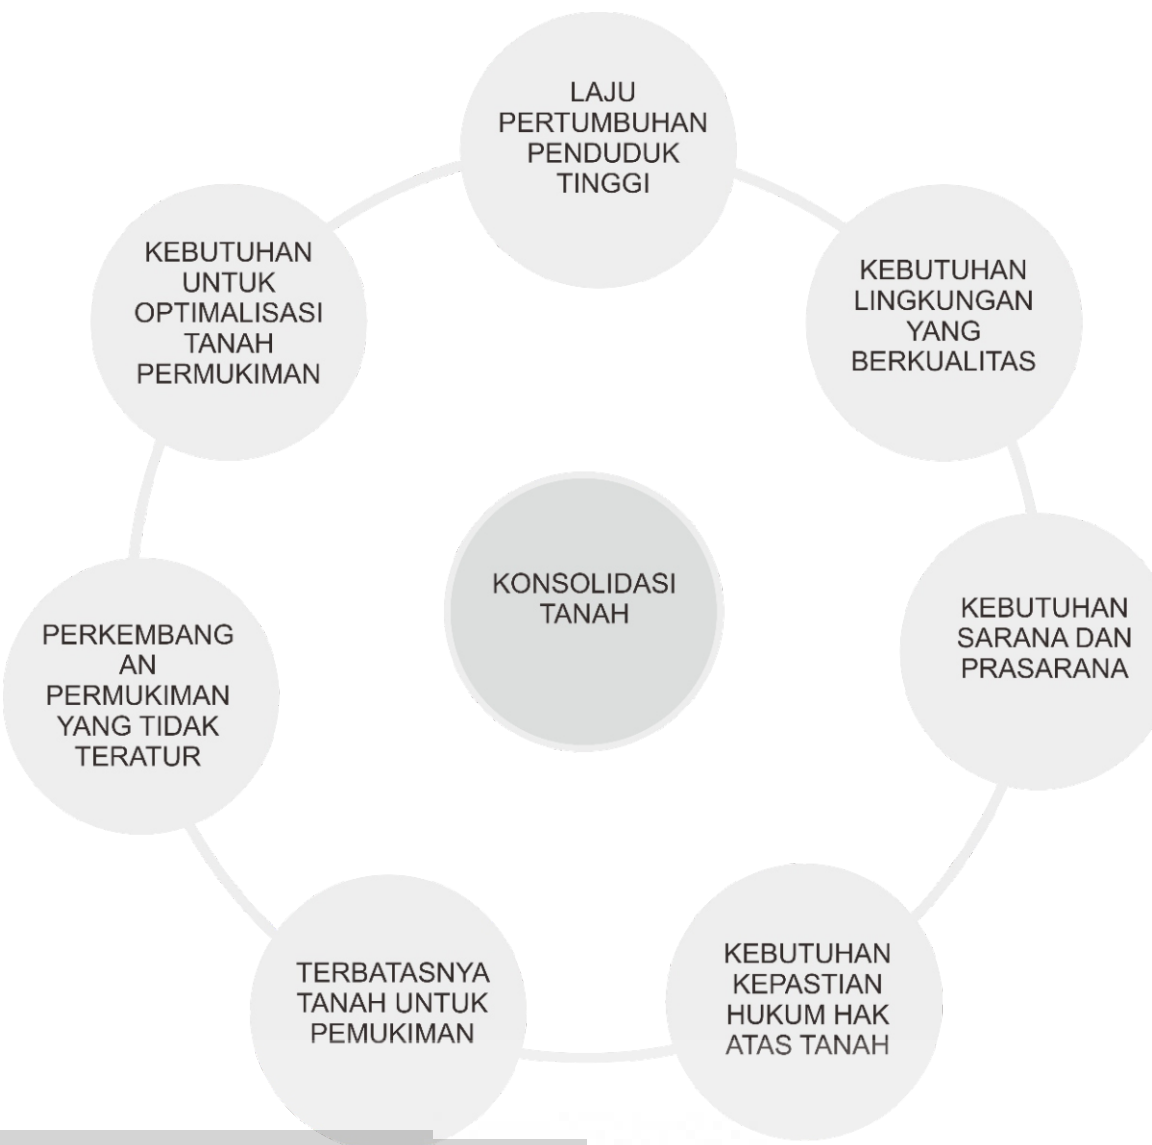 LAJU
PERTUMBUHAN
PENDUDUK
TINGGI
KEBUTUHAN
LINGKUNGAN
YANG
BERKUALITAS
KEBUTUHAN
SARANA DAN
PRASARANA
KEBUTUHAN
KEPASTIAN
HUKUM HAK
ATAS TANAH
TERBATASNYA
TANAH UNTUK
PEMUKIMAN
PERKEMBANG
AN
PERMUKIMAN
YANG TIDAK
TERATUR
KEBUTUHAN
UNTUK
OPTIMALISASI
TANAH
PERMUKIMAN
KONSOLIDASI
TANAH